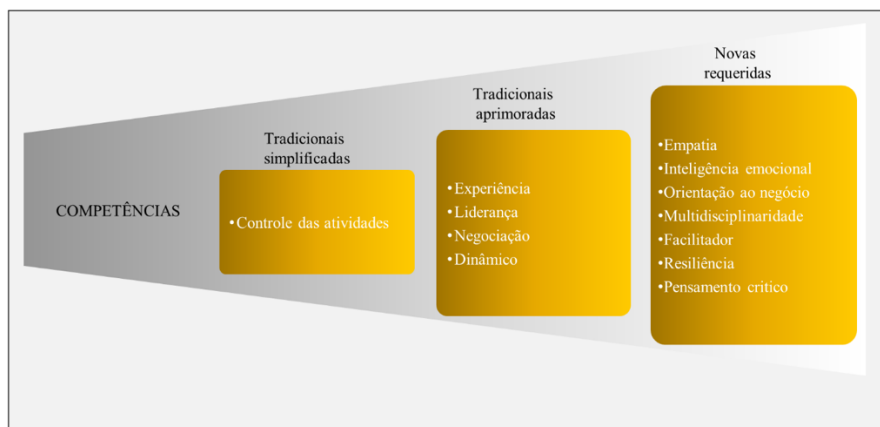 COMPETÊNCIAS
Tradicionais
simplificadas
•Controle das atividades
Tradicionais
aprimoradas
•Experiência
•Liderança
•Negociação
•Dinâmico
Novas
requeridas
•Empatia
•Inteligência emocional
•Orientação ao negócio
•Multidisciplinaridade
•Facilitador
•Resiliência
•Pensamento critico